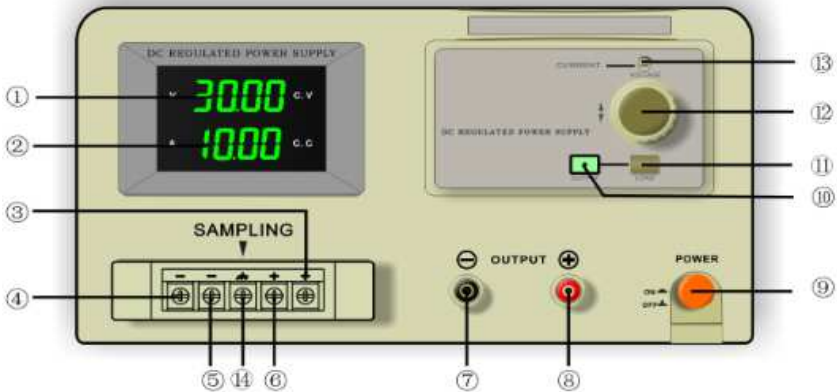 DC REGULATED POWER SUPPLY
V 30.00 C.V
A 10.00 C.C
CURRENT
VOLTAGE
DC REGULATED POWER SUPPLY
SAMPLING
− − + +
⊖ OUTPUT ⊕
POWER
ON
OFF
①
②
③
④
⑤
⑭
⑥
⑦
⑧
⑨
⑩
⑪
⑫
⑬